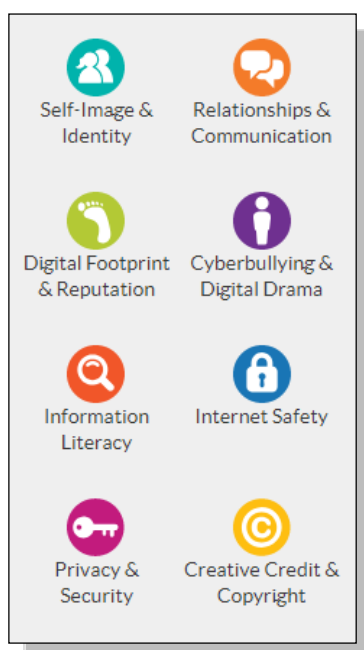 Self-Image &
Identity
Relationships &
Communication
Digital Footprint
& Reputation
Cyberbullying &
Digital Drama
Information
Literacy
Internet Safety
Privacy &
Security
©
Creative Credit &
Copyright